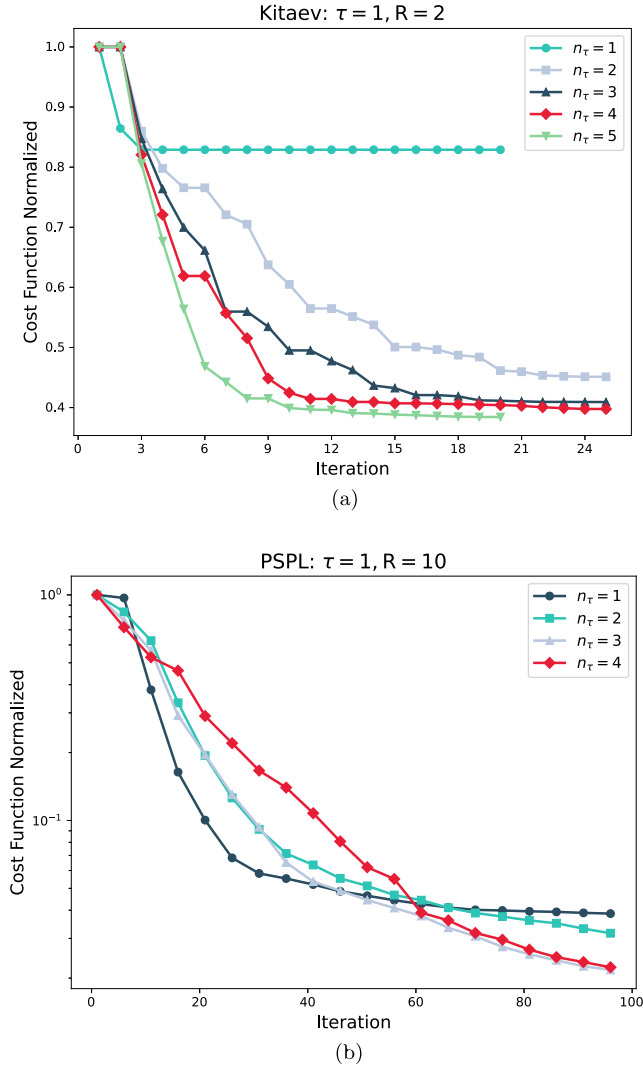 Kitaev: τ = 1, R = 2
Cost Function Normalized
1.0
0.9
0.8
0.7
0.6
0.5
0.4
n_τ = 1
n_τ = 2
n_τ = 3
n_τ = 4
n_τ = 5
0 3 6 9 12 15 18 21 24
Iteration
(a)
PSPL: τ = 1, R = 10
Cost Function Normalized
10⁰
10⁻¹
n_τ = 1
n_τ = 2
n_τ = 3
n_τ = 4
0 20 40 60 80 100
Iteration
(b)